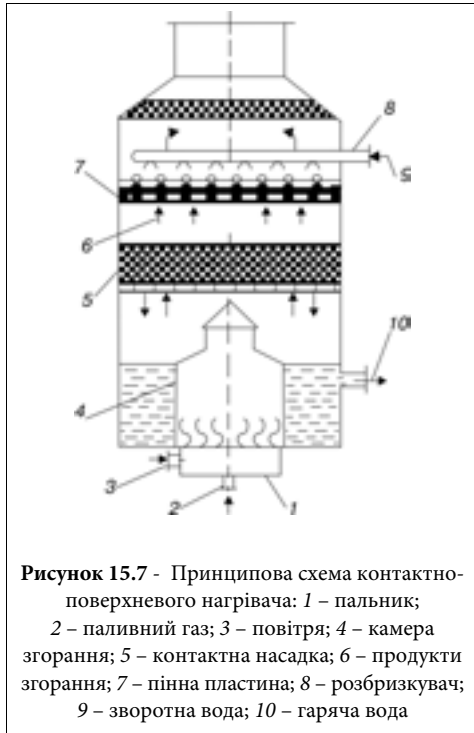 8
9
7
6
5
10
4
3
2
1
Рисунок 15.7 - Принципова схема контактно-
поверхневого нагрівача: 1 – пальник;
2 – паливний газ; 3 – повітря; 4 – камера
згорання; 5 – контактна насадка; 6 – продукти
згорання; 7 – пінна пластина; 8 – розбризкувач;
9 – зворотна вода; 10 – гаряча вода